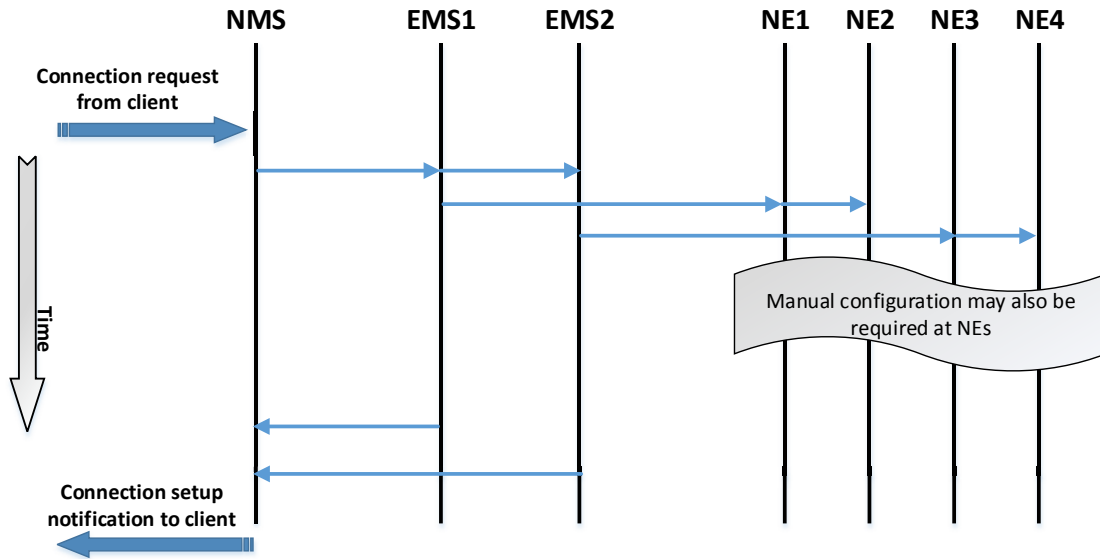 NMS EMS1 EMS2 NE1 NE2 NE3 NE4
Connection request
from client
Time
Manual configuration may also be
required at NEs
Connection setup
notification to client